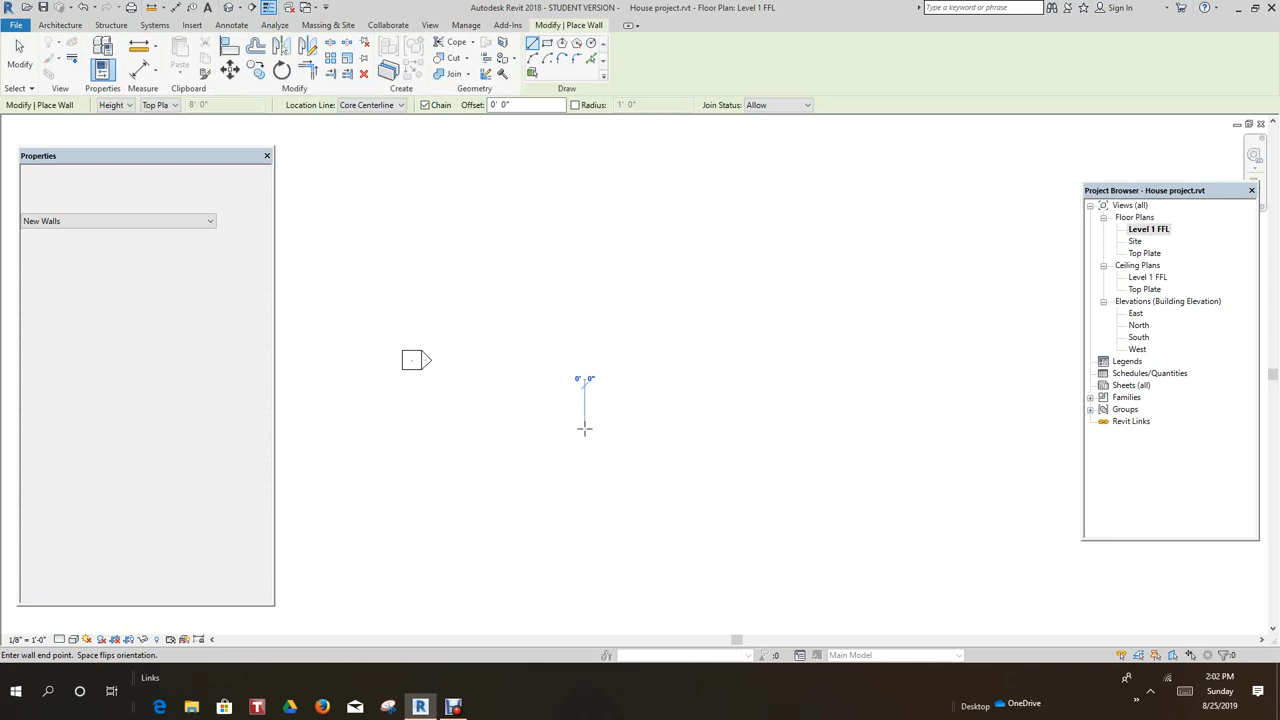 Autodesk Revit 2018 - STUDENT VERSION - House project.rvt - Floor Plan: Level 1 FFL
Type a keyword or phrase
Sign In
File Architecture Structure Systems Insert Annotate Analyze Massing & Site Collaborate View Manage Add-Ins Modify | Place Wall
Modify
Paste
Cope
Cut
Join
Select Properties Clipboard Geometry Modify View Measure Create Draw
Modify | Place Wall Height Top Pla 8' 0" Location Line: Core Centerline Chain Offset: 0' 0" Radius: 1' 0" Join Status: Allow
Properties
New Walls
0' - 0"
Project Browser - House project.rvt
Views (all)
Floor Plans
Level 1 FFL
Site
Top Plate
Ceiling Plans
Level 1 FFL
Top Plate
Elevations (Building Elevation)
East
North
South
West
Legends
Schedules/Quantities
Sheets (all)
Families
Groups
Revit Links
1/8" = 1'-0"
Enter wall end point. Space flips orientation.
:0
Main Model
:0
Links
Desktop
OneDrive
2:02 PM
Sunday
8/25/2019